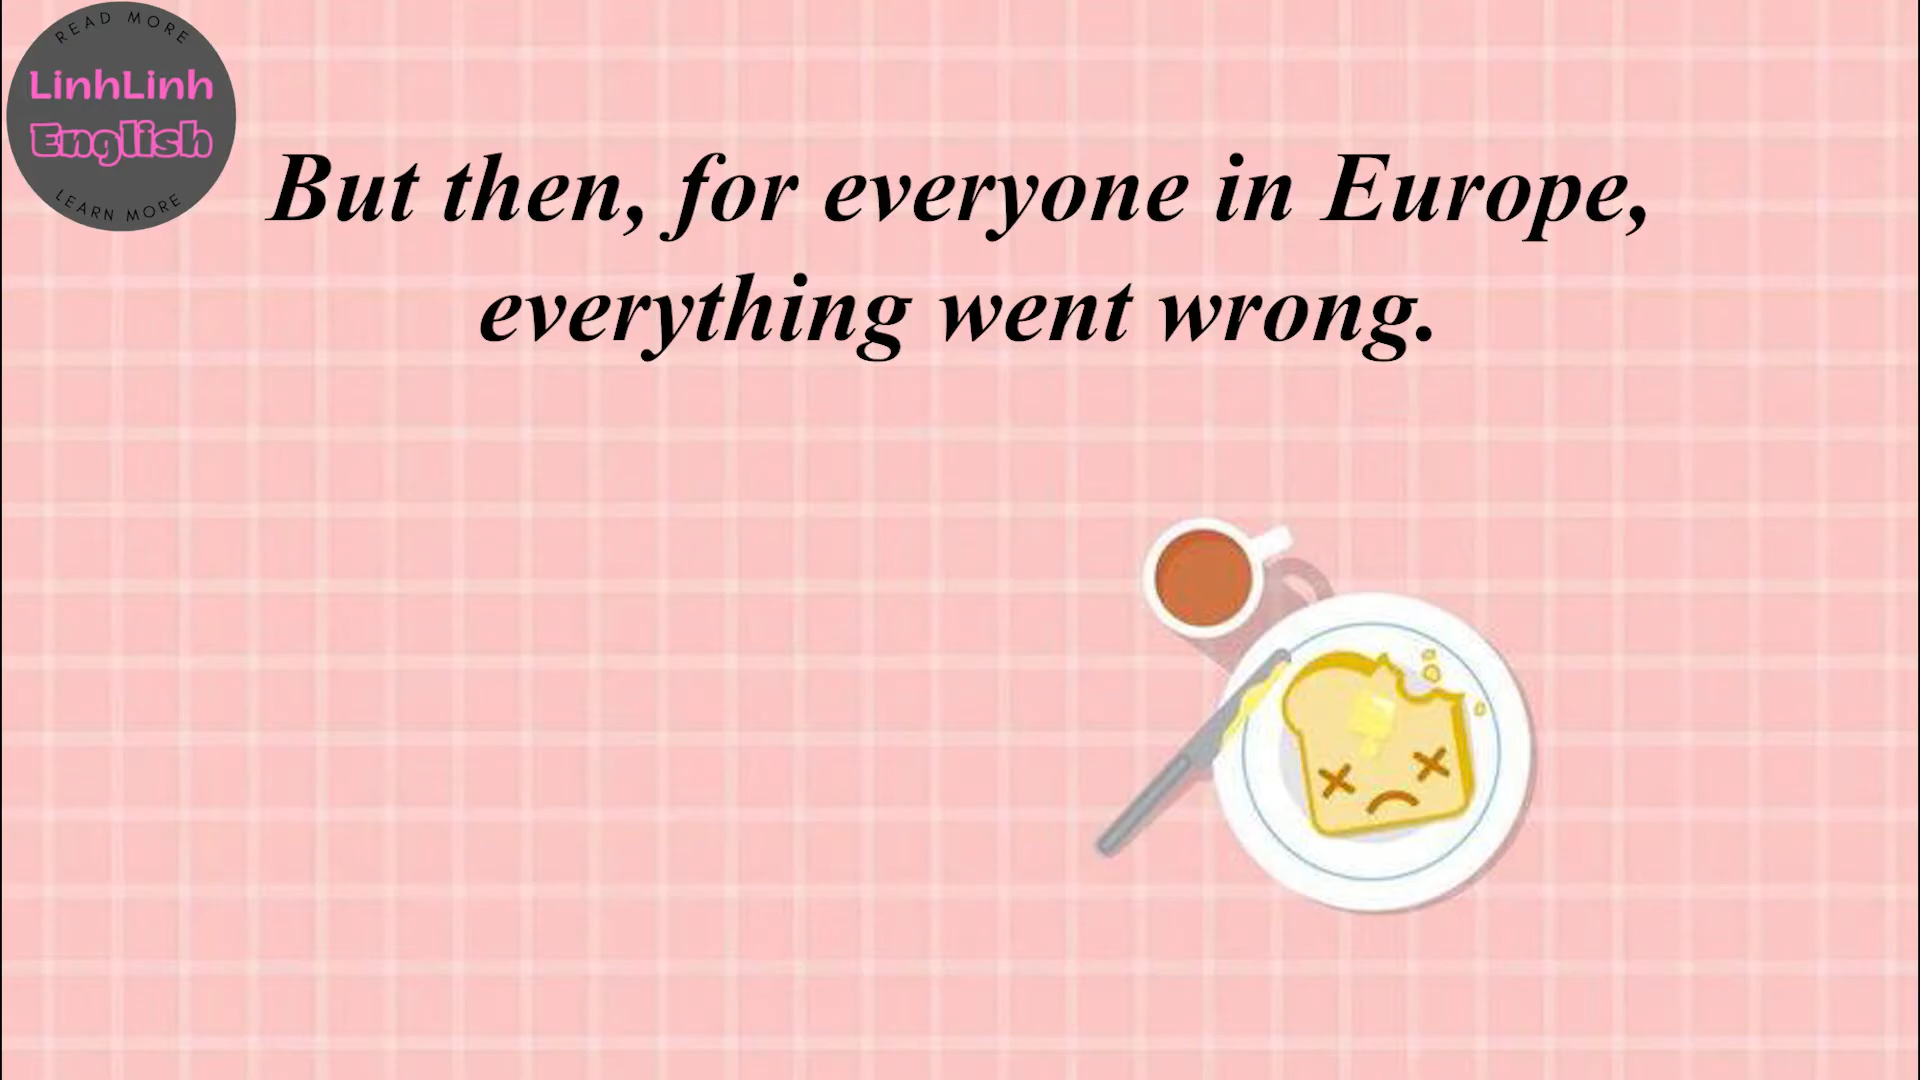 READ MORE
LinhLinh
English
LEARN MORE
But then, for everyone in Europe,
everything went wrong.